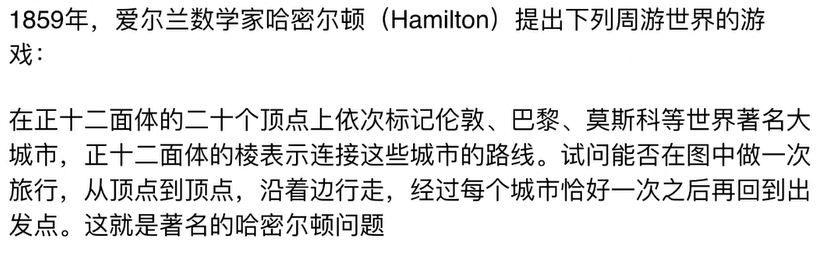 1859年，爱尔兰数学家哈密尔顿（Hamilton）提出下列周游世界的游
戏：
在正十二面体的二十个顶点上依次标记伦敦、巴黎、莫斯科等世界著名大
城市，正十二面体的棱表示连接这些城市的路线。试问能否在图中做一次
旅行，从顶点到顶点，沿着边行走，经过每个城市恰好一次之后再回到出
发点。这就是著名的哈密尔顿问题